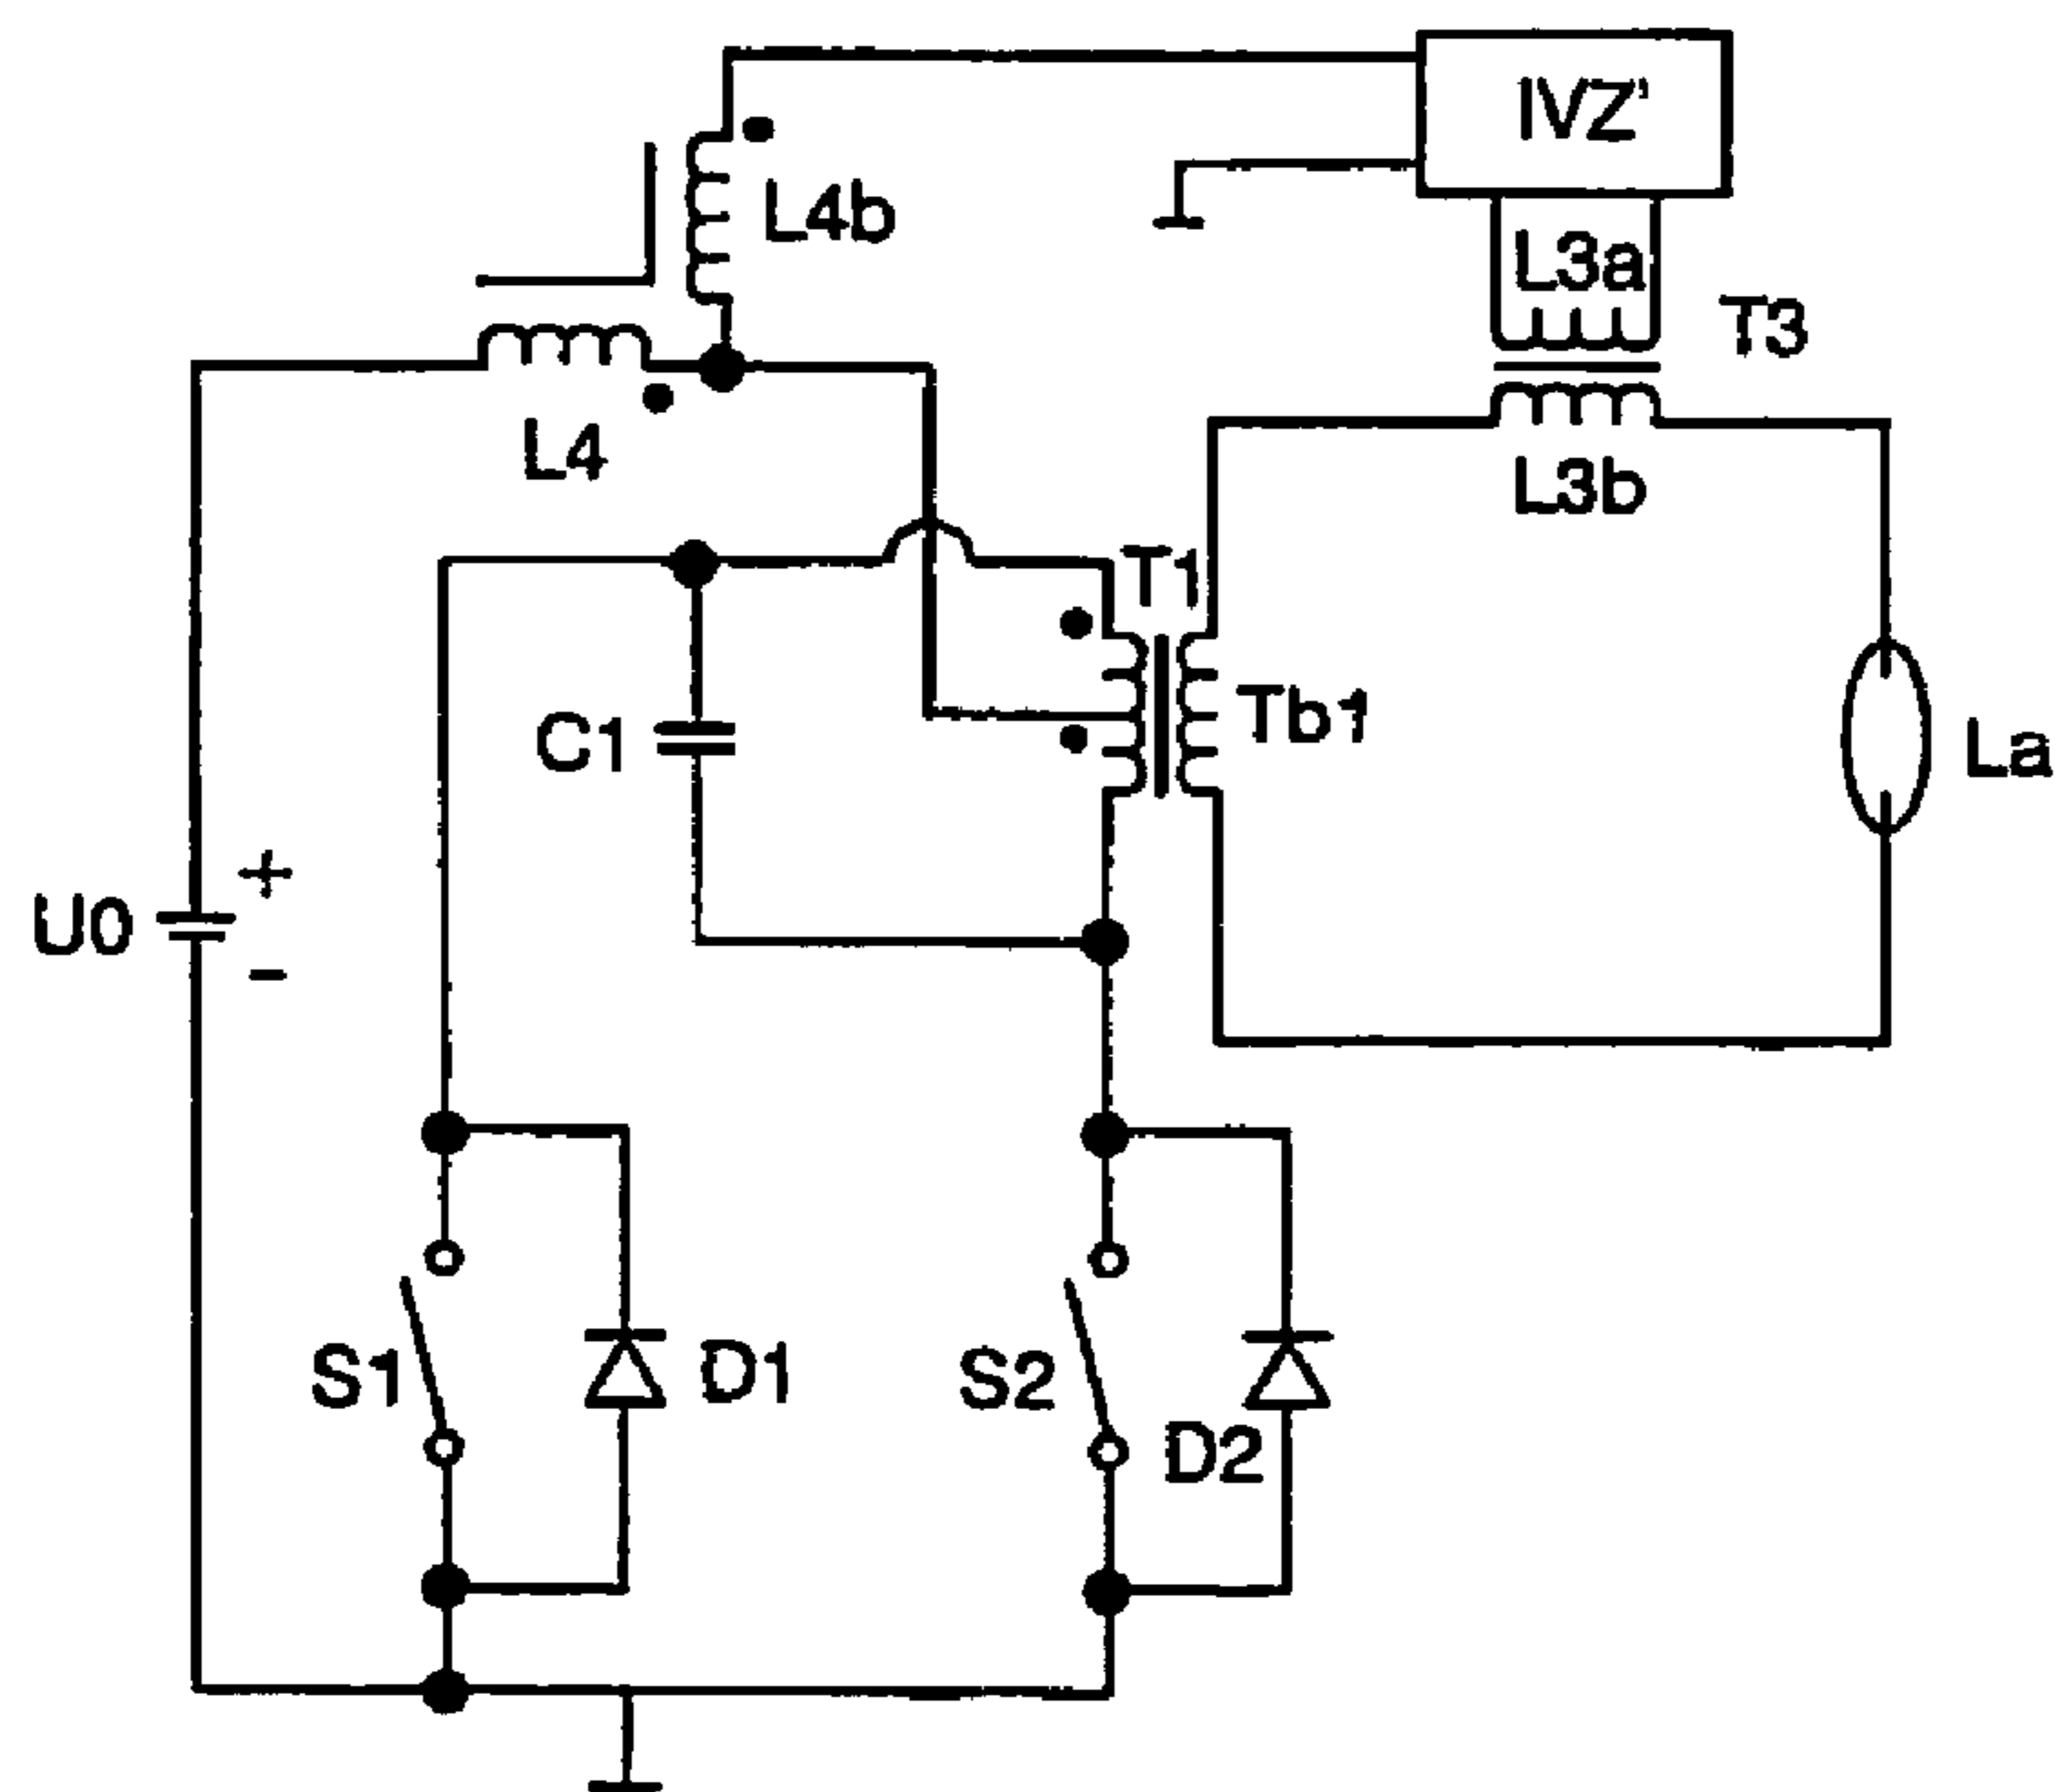 IVZ'
L4b
L3a
T3
L4
L3b
T1
C1
Tb1
La
+
U0
-
S1
D1
S2
D2